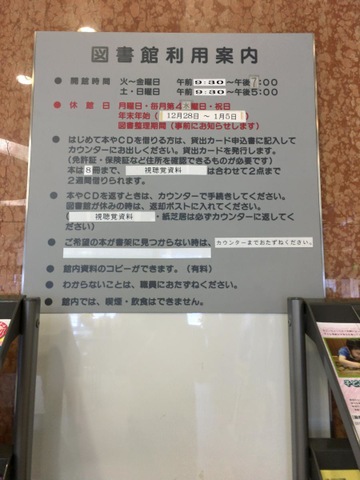 図書館利用案内
● 開館時間 火〜金曜日 午前9:30〜午後7:00
土・日曜日 午前9:30〜午後5:00
● 休館日 月曜日・毎月第4木曜日・祝日
年末年始（12月28日 〜 1月5日）
図書整理期間（事前にお知らせします）
● はじめて本やCDを借りる方は、貸出カード申込書に記入して
カウンターにお出しください。貸出カードを発行します。
（免許証・保険証など住所を確認できるものが必要です）
本は8冊まで、視聴覚資料は合わせて2点まで
2週間借りられます。
● 本やCDを返すときは、カウンターで手続きしてください。
図書館が休みの時は、返却ポストに入れてください。
（視聴覚資料・紙芝居は必ずカウンターに返してく
ださい）
● ご希望の本が書架に見つからない時は、カウンターまでおたずねください。
● 館内資料のコピーができます。（有料）
● わからないことは、職員におたずねください。
● 館内では、喫煙・飲食はできません。